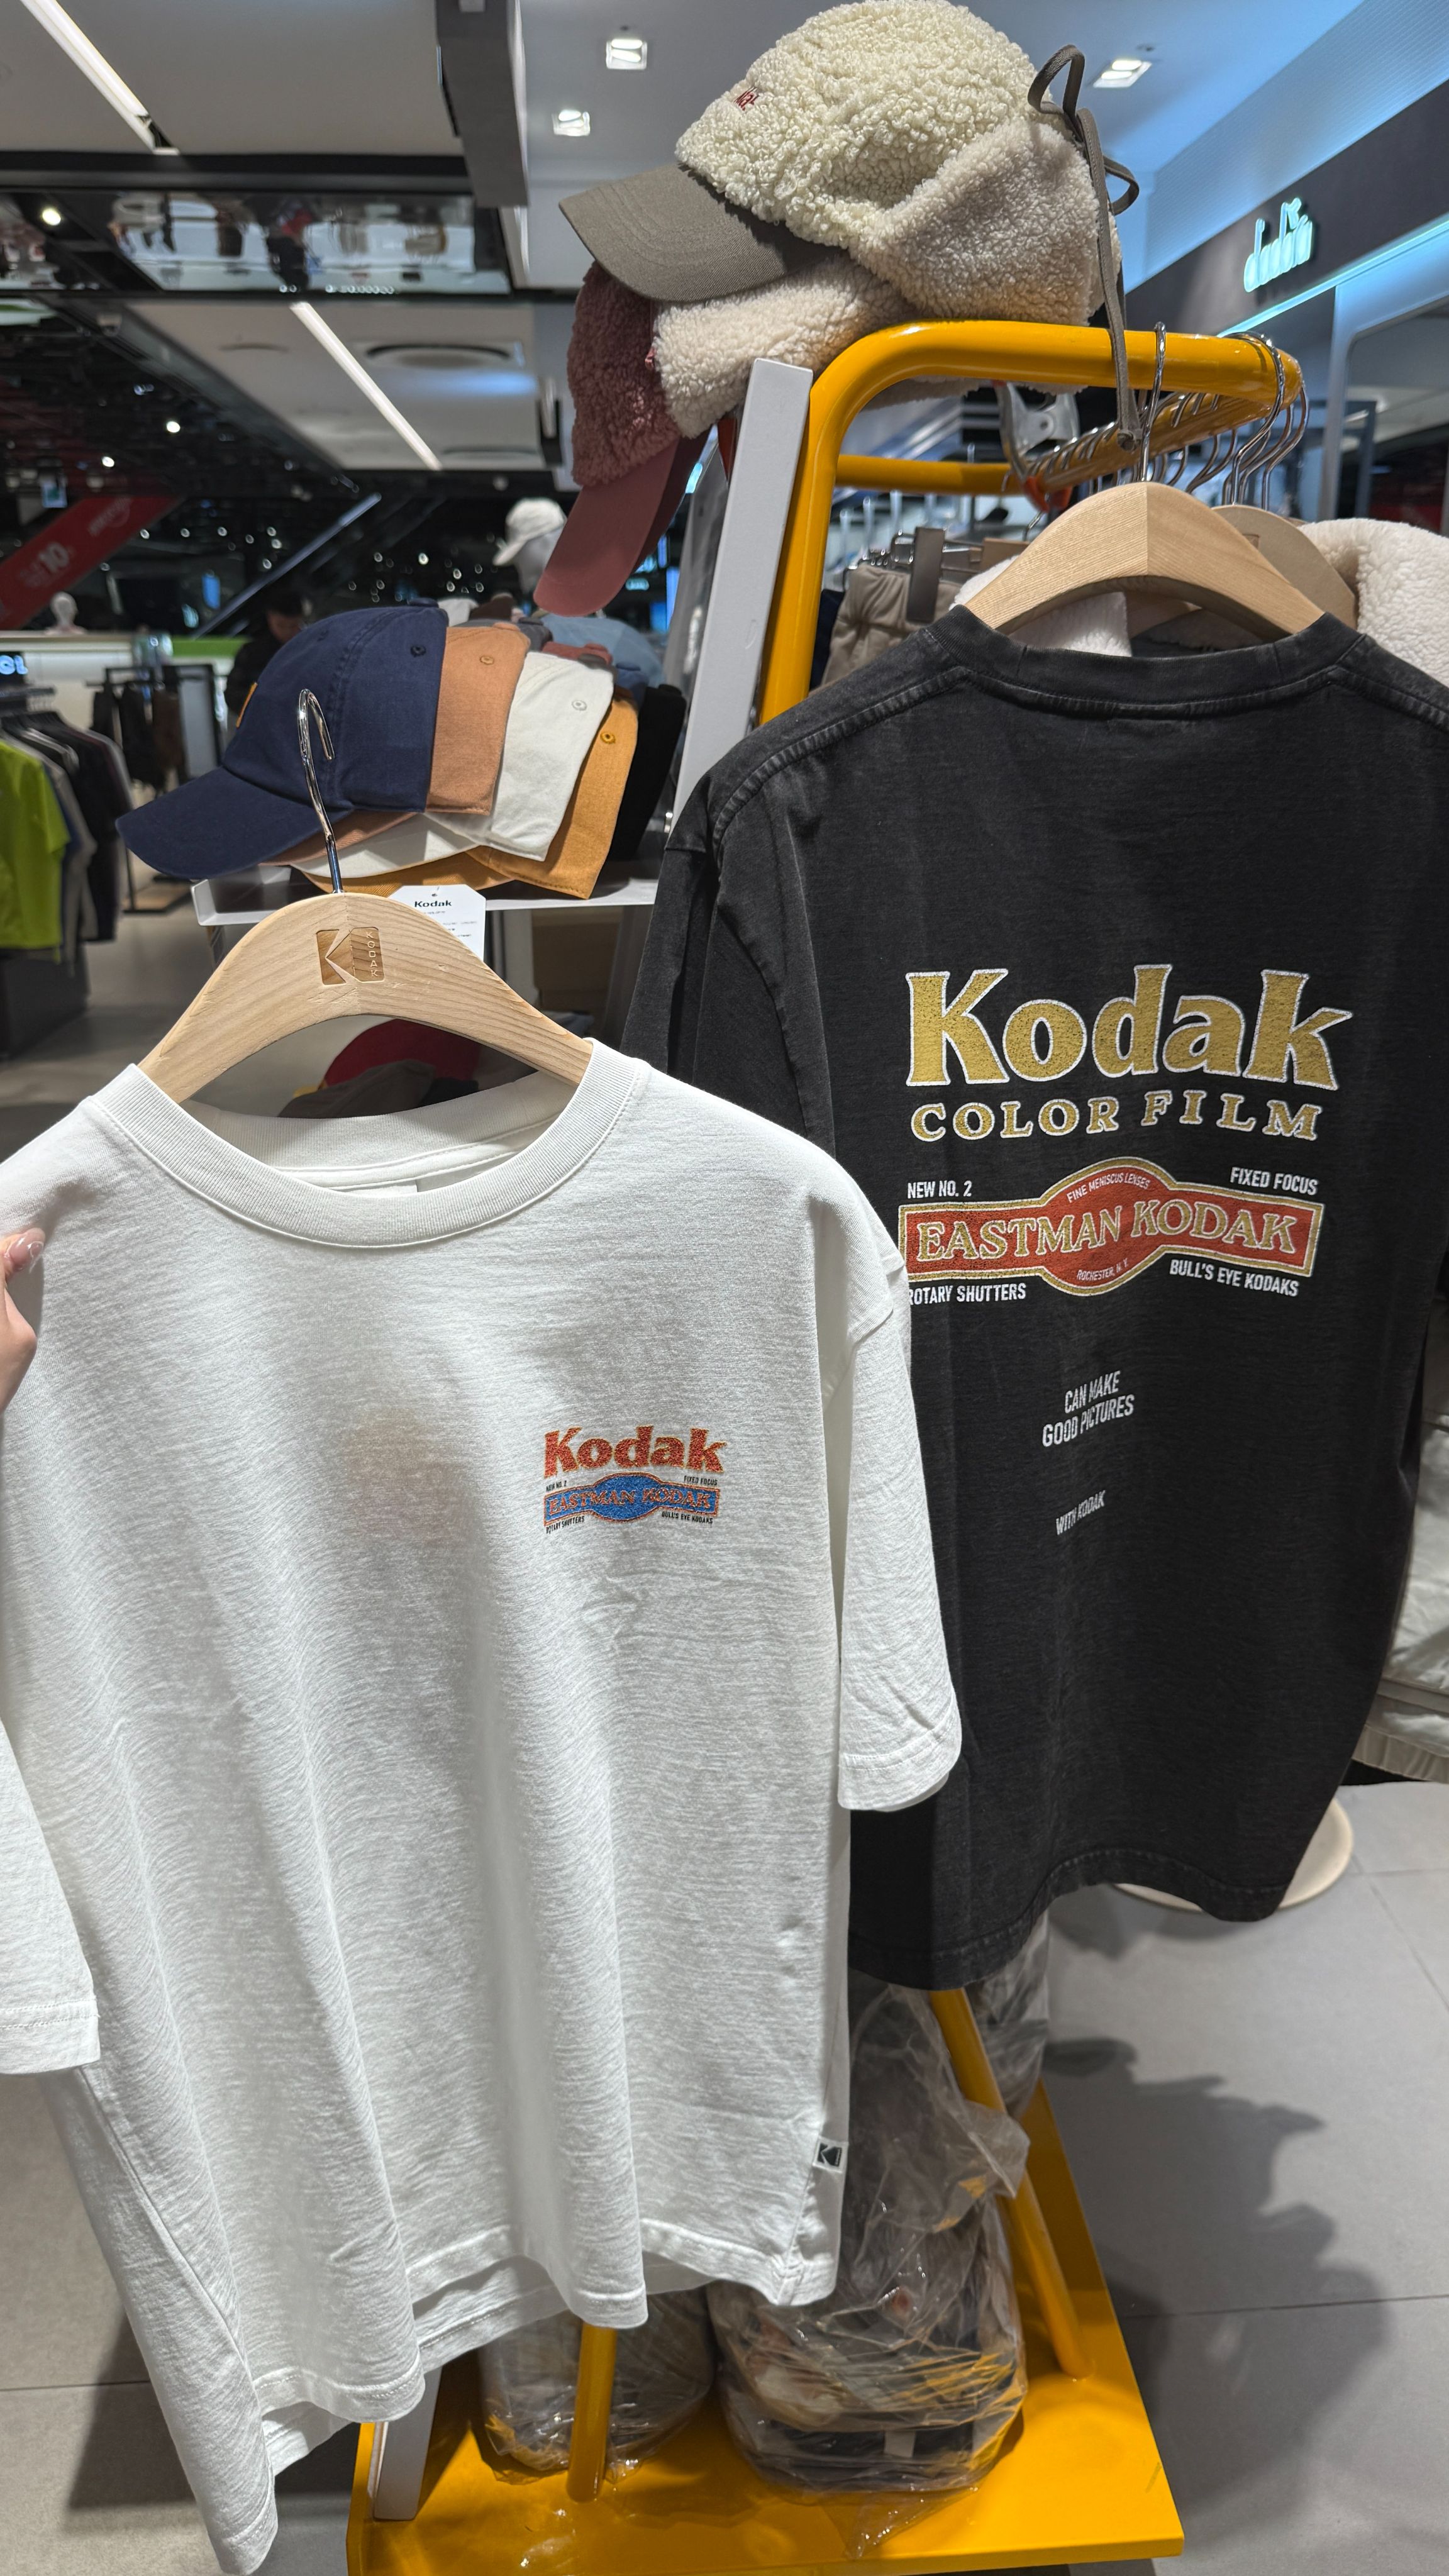 Kodak
KODAK
Kodak
NEW NO. 2
FIXED FOCUS
EASTMAN KODAK
ROTARY SHUTTERS
BULL'S EYE KODAKS
Kodak
COLOR FILM
NEW NO. 2
FIXED FOCUS
FINE MENISCUS LENSES
EASTMAN KODAK
ROCHESTER, N.Y.
ROTARY SHUTTERS
BULL'S EYE KODAKS
CAN MAKE
GOOD PICTURES
WITH KODAK